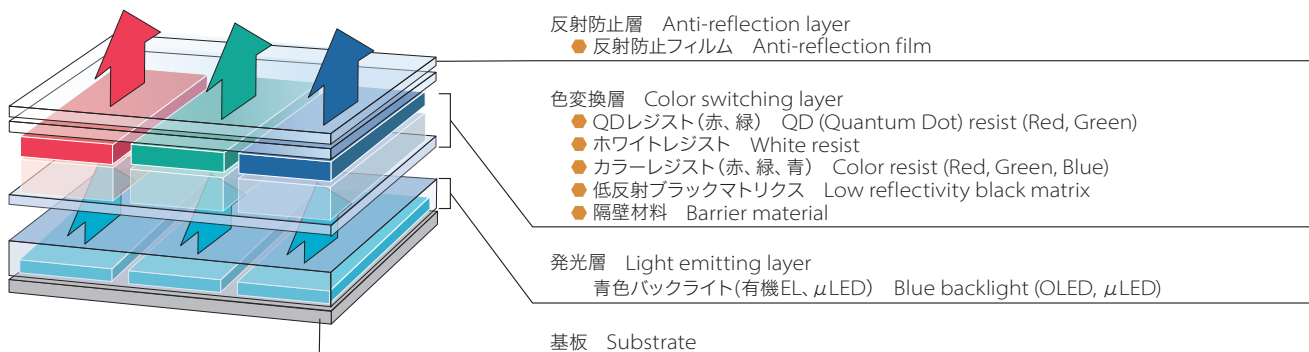 反射防止層 Anti-reflection layer
反射防止フィルム Anti-reflection film
色変換層 Color switching layer
QDレジスト(赤、緑) QD (Quantum Dot) resist (Red, Green)
ホワイトレジスト White resist
カラーレジスト(赤、緑、青) Color resist (Red, Green, Blue)
低反射ブラックマトリクス Low reflectivity black matrix
隔壁材料 Barrier material
発光層 Light emitting layer
青色バックライト(有機EL、μLED) Blue backlight (OLED, μLED)
基板 Substrate